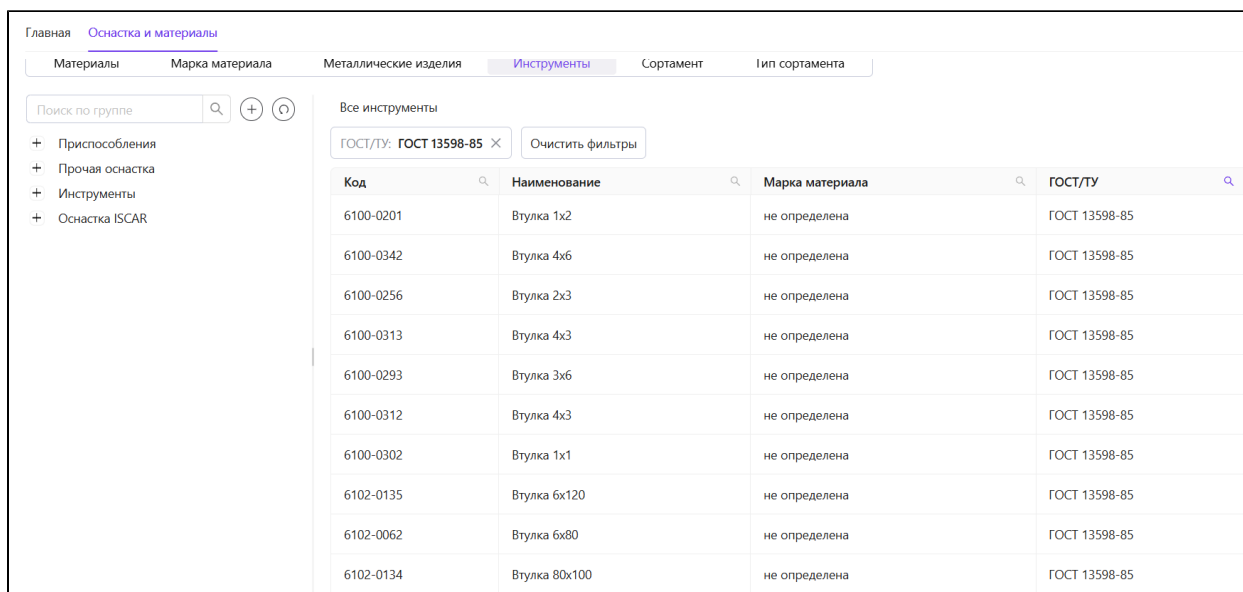 Главная Оснастка и материалы
Материалы Марка материала Металлические изделия Инструменты Сортамент Тип сортамента
Поиск по группе
Все инструменты
Приспособления
Прочая оснастка
Инструменты
Оснастка ISCAR
ГОСТ/ТУ: ГОСТ 13598-85 Очистить фильтры
Код Наименование Марка материала ГОСТ/ТУ
6100-0201 Втулка 1х2 не определена ГОСТ 13598-85
6100-0342 Втулка 4х6 не определена ГОСТ 13598-85
6100-0256 Втулка 2х3 не определена ГОСТ 13598-85
6100-0313 Втулка 4х3 не определена ГОСТ 13598-85
6100-0293 Втулка 3х6 не определена ГОСТ 13598-85
6100-0312 Втулка 4х3 не определена ГОСТ 13598-85
6100-0302 Втулка 1х1 не определена ГОСТ 13598-85
6102-0135 Втулка 6х120 не определена ГОСТ 13598-85
6102-0062 Втулка 6х80 не определена ГОСТ 13598-85
6102-0134 Втулка 80х100 не определена ГОСТ 13598-85